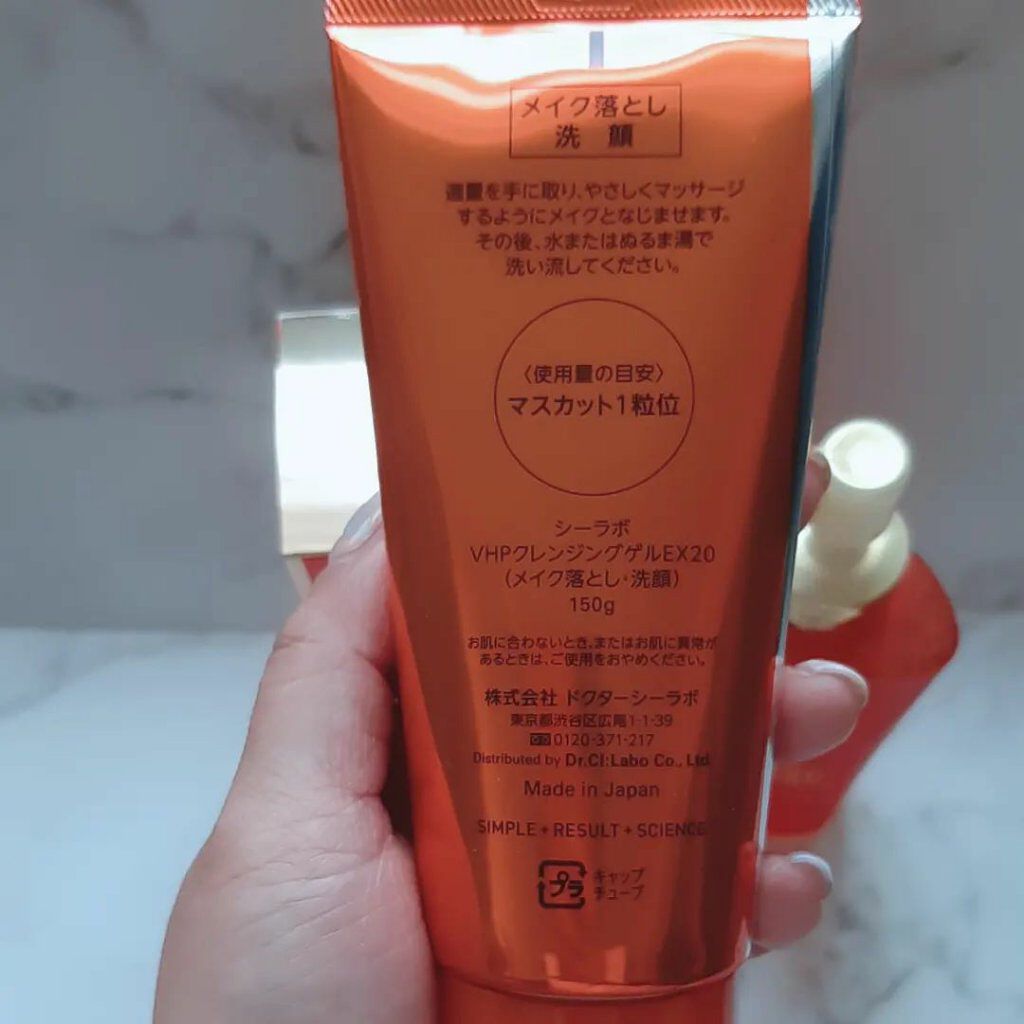 メイク落とし
洗 顔
適量を手に取り、やさしくマッサージ
するようにメイクとなじませます。
その後、水またはぬるま湯で
洗い流してください。
〈使用量の目安〉
マスカット1粒位
シーラボ
VHPクレンジングゲルEX20
(メイク落とし・洗顔)
150g
お肌に合わないとき、またはお肌に異常が
あるときは、ご使用をおやめください。
株式会社 ドクターシーラボ
東京都渋谷区広尾1-1-39
0120-371-217
Distributed by Dr.CI:Labo Co., Ltd
Made in Japan
SIMPLE + RESULT + SCIENCE
プラ
キャップ
チューブ